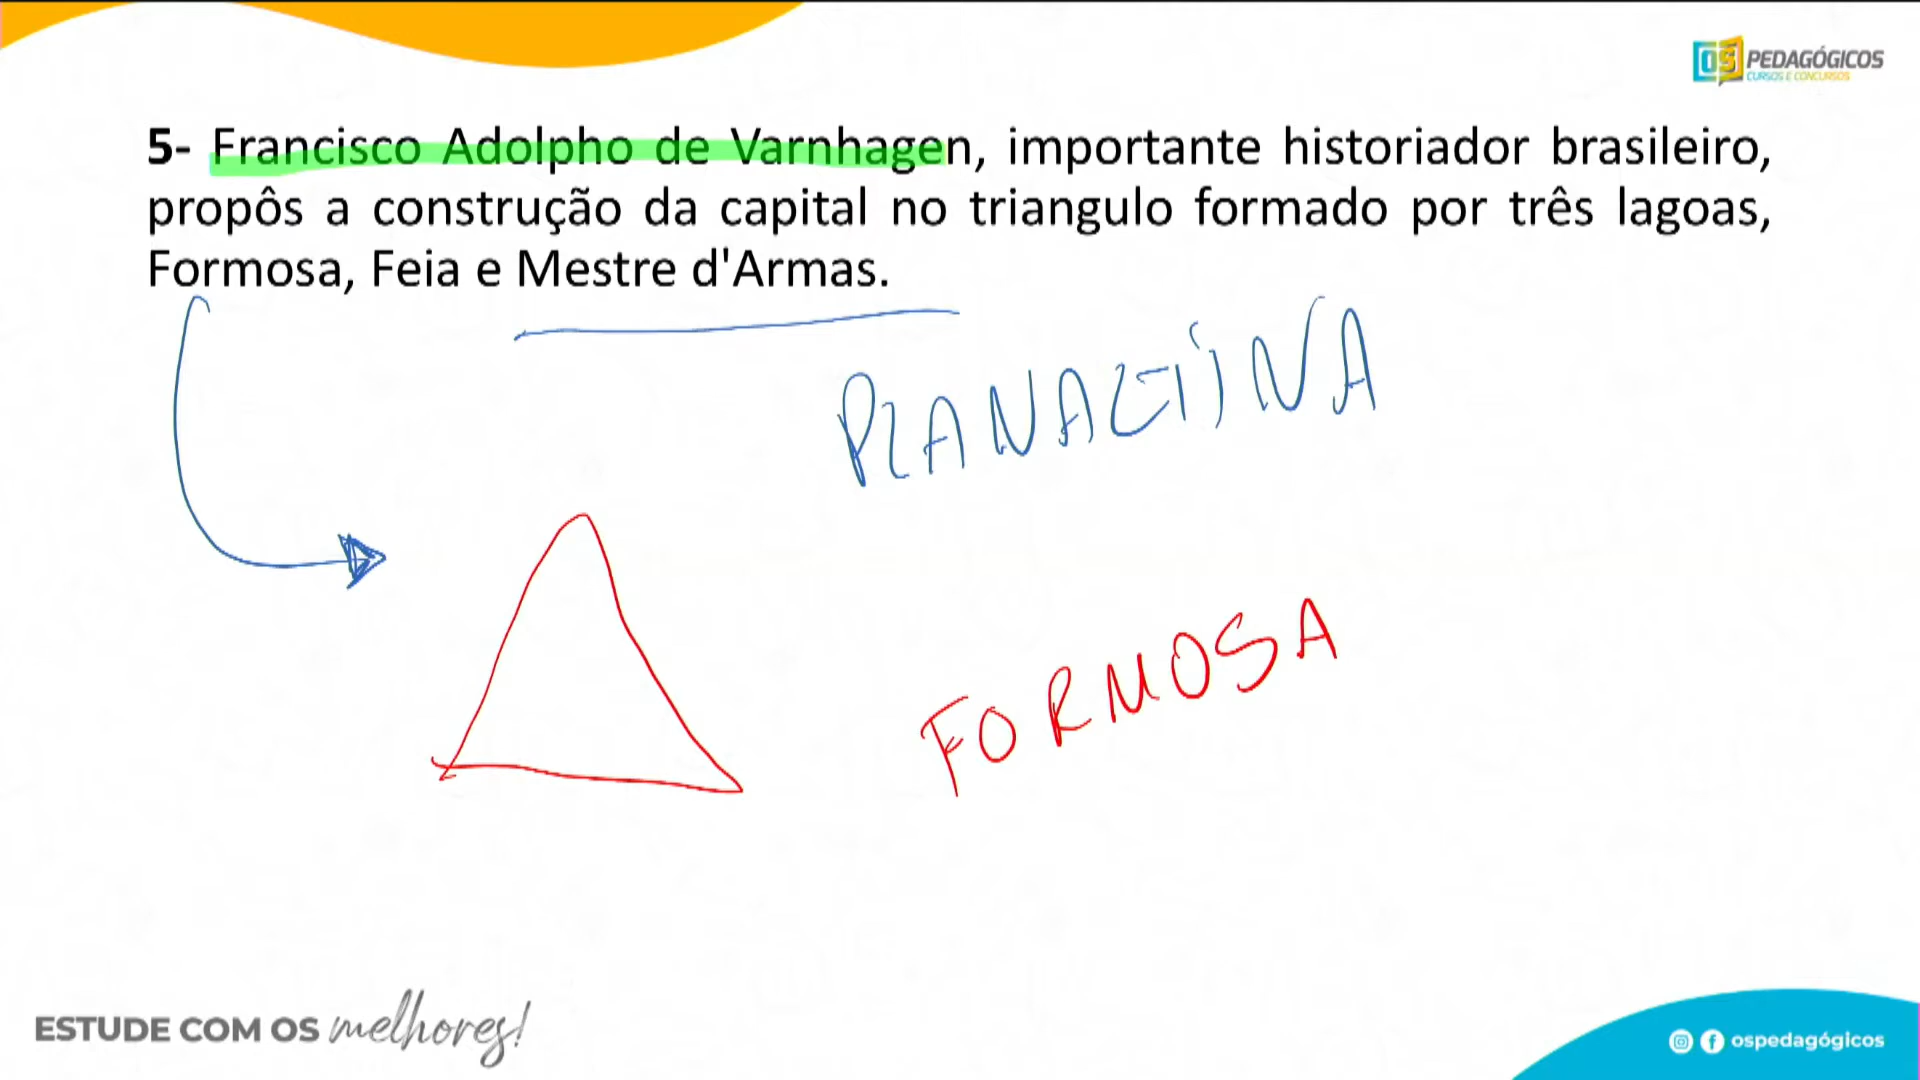 OS PEDAGÓGICOS
CURSOS E CONCURSOS
5- Francisco Adolpho de Varnhagen, importante historiador brasileiro,
propôs a construção da capital no triangulo formado por três lagoas,
Formosa, Feia e Mestre d'Armas.
PLANALTINA
FORMOSA
ESTUDE COM OS melhores!
ospedagógicos